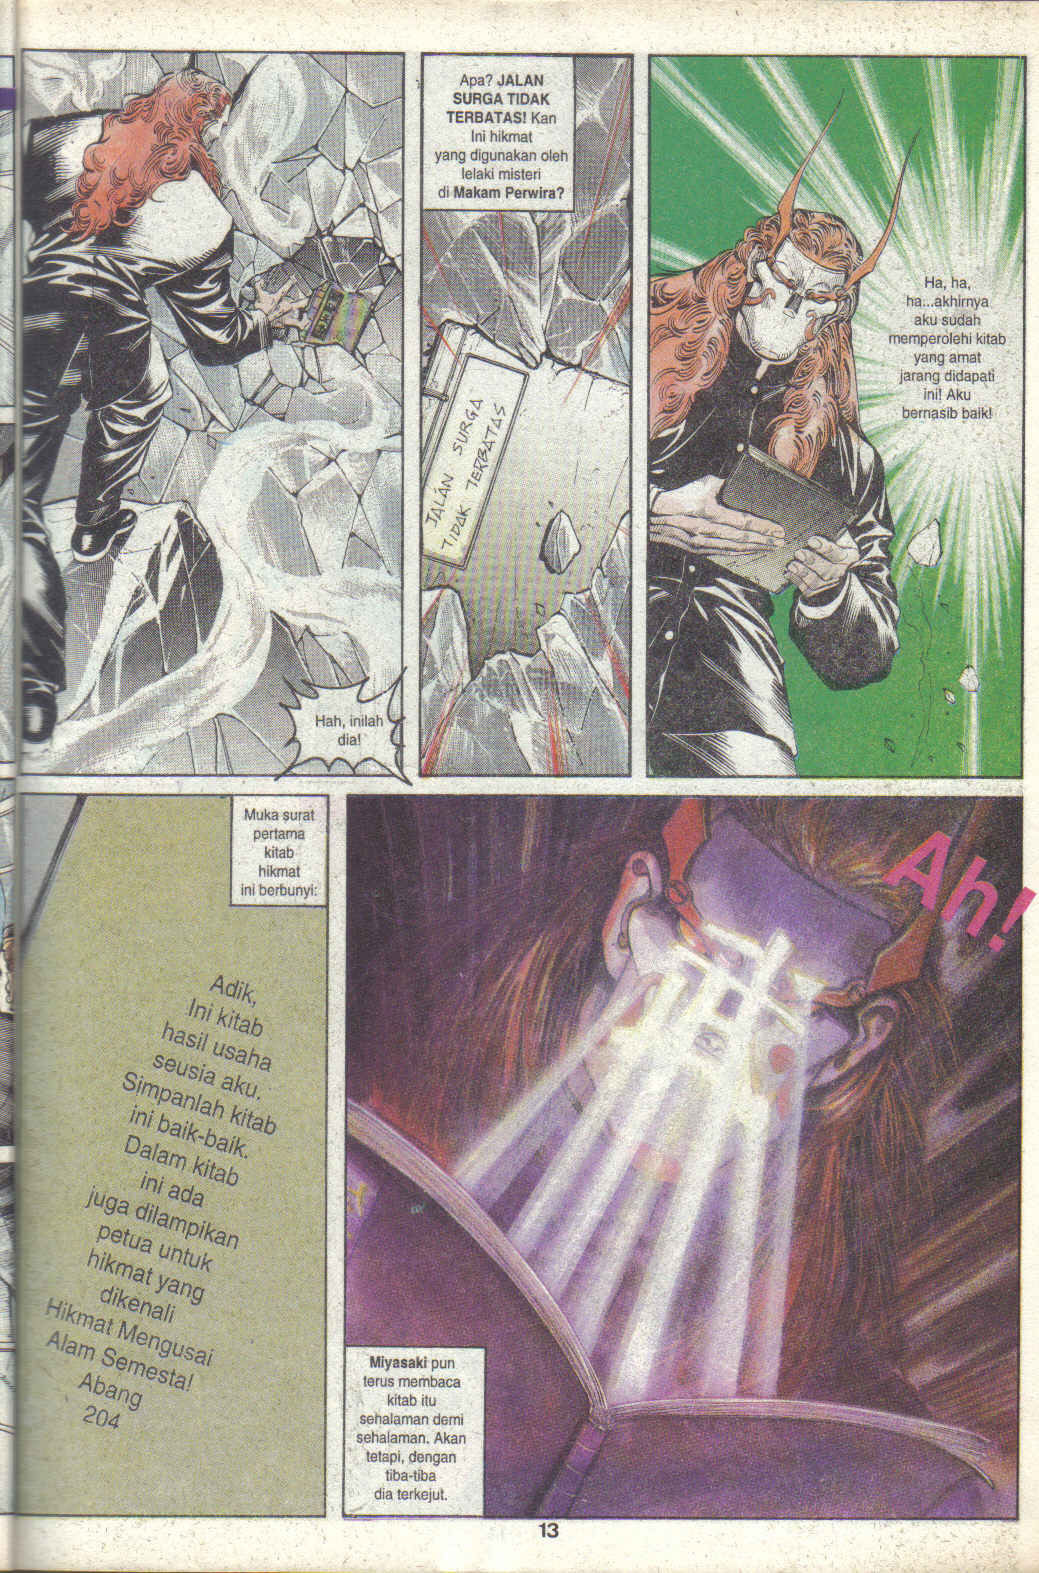 Hah, inilah
dia!
Apa? JALAN
SURGA TIDAK
TERBATAS! Kan
Ini hikmat
yang digunakan oleh
lelaki misteri
di Makam Perwira?
JALAN SURGA
TIDAK TERBATAS
Ha, ha,
ha...akhirnya
aku sudah
memperolehi kitab
yang amat
jarang didapati
ini! Aku
bernasib baik!
Muka surat
pertama
kitab
hikmat
ini berbunyi:
Adik,
Ini kitab
hasil usaha
seusia aku.
Simpanlah kitab
ini baik-baik.
Dalam kitab
ini ada
juga dilampikan
petua untuk
hikmat yang
dikenali
Hikmat Mengusai
Alam Semesta!
Abang
204
Ah!
Miyasaki pun
terus membaca
kitab itu
sehalaman demi
sehalaman. Akan
tetapi, dengan
tiba-tiba
dia terkejut.
13